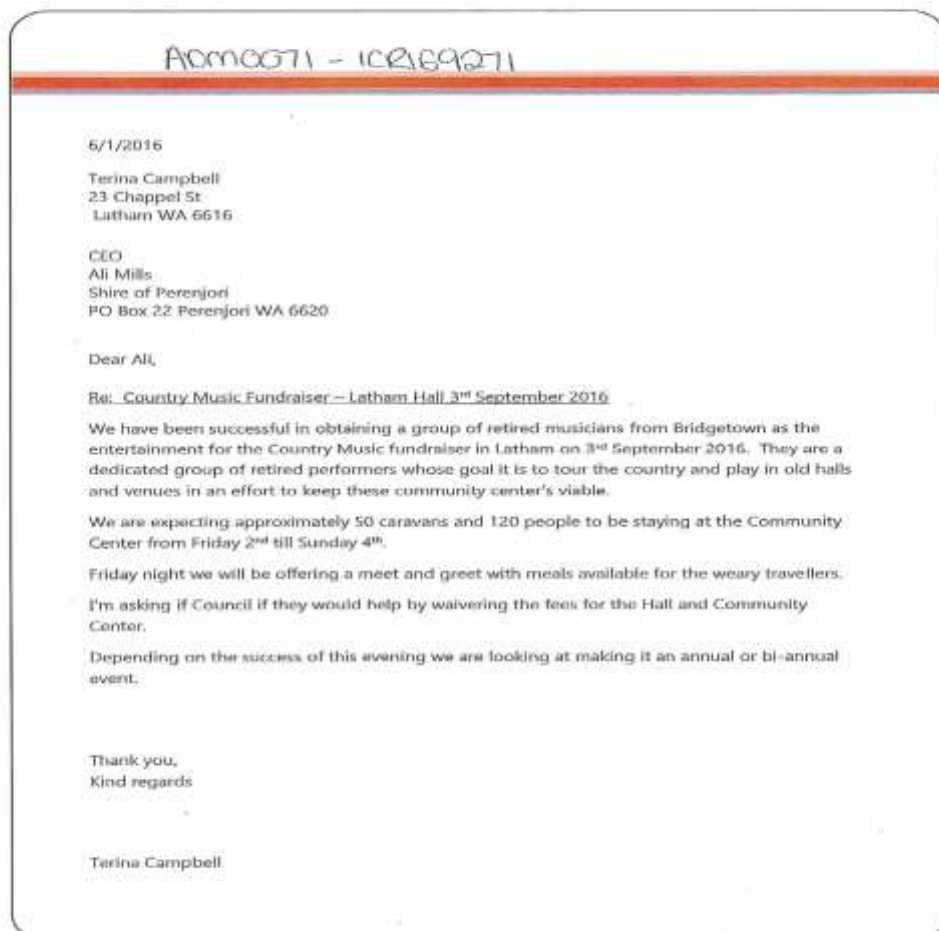 ADM0071 - ICR169271
6/1/2016
Terina Campbell
23 Chappel St
Latham WA 6616
CEO
Ali Mills
Shire of Perenjori
PO Box 22 Perenjori WA 6620
Dear Ali,
Re: Country Music Fundraiser – Latham Hall 3rd September 2016
We have been successful in obtaining a group of retired musicians from Bridgetown as the
entertainment for the Country Music fundraiser in Latham on 3rd September 2016. They are a
dedicated group of retired performers whose goal it is to tour the country and play in old halls
and venues in an effort to keep these community center's viable.
We are expecting approximately 50 caravans and 120 people to be staying at the Community
Center from Friday 2nd till Sunday 4th.
Friday night we will be offering a meet and greet with meals available for the weary travellers.
I'm asking if Council if they would help by waivering the fees for the Hall and Community
Center.
Depending on the success of this evening we are looking at making it an annual or bi-annual
event.
Thank you,
Kind regards
Terina Campbell